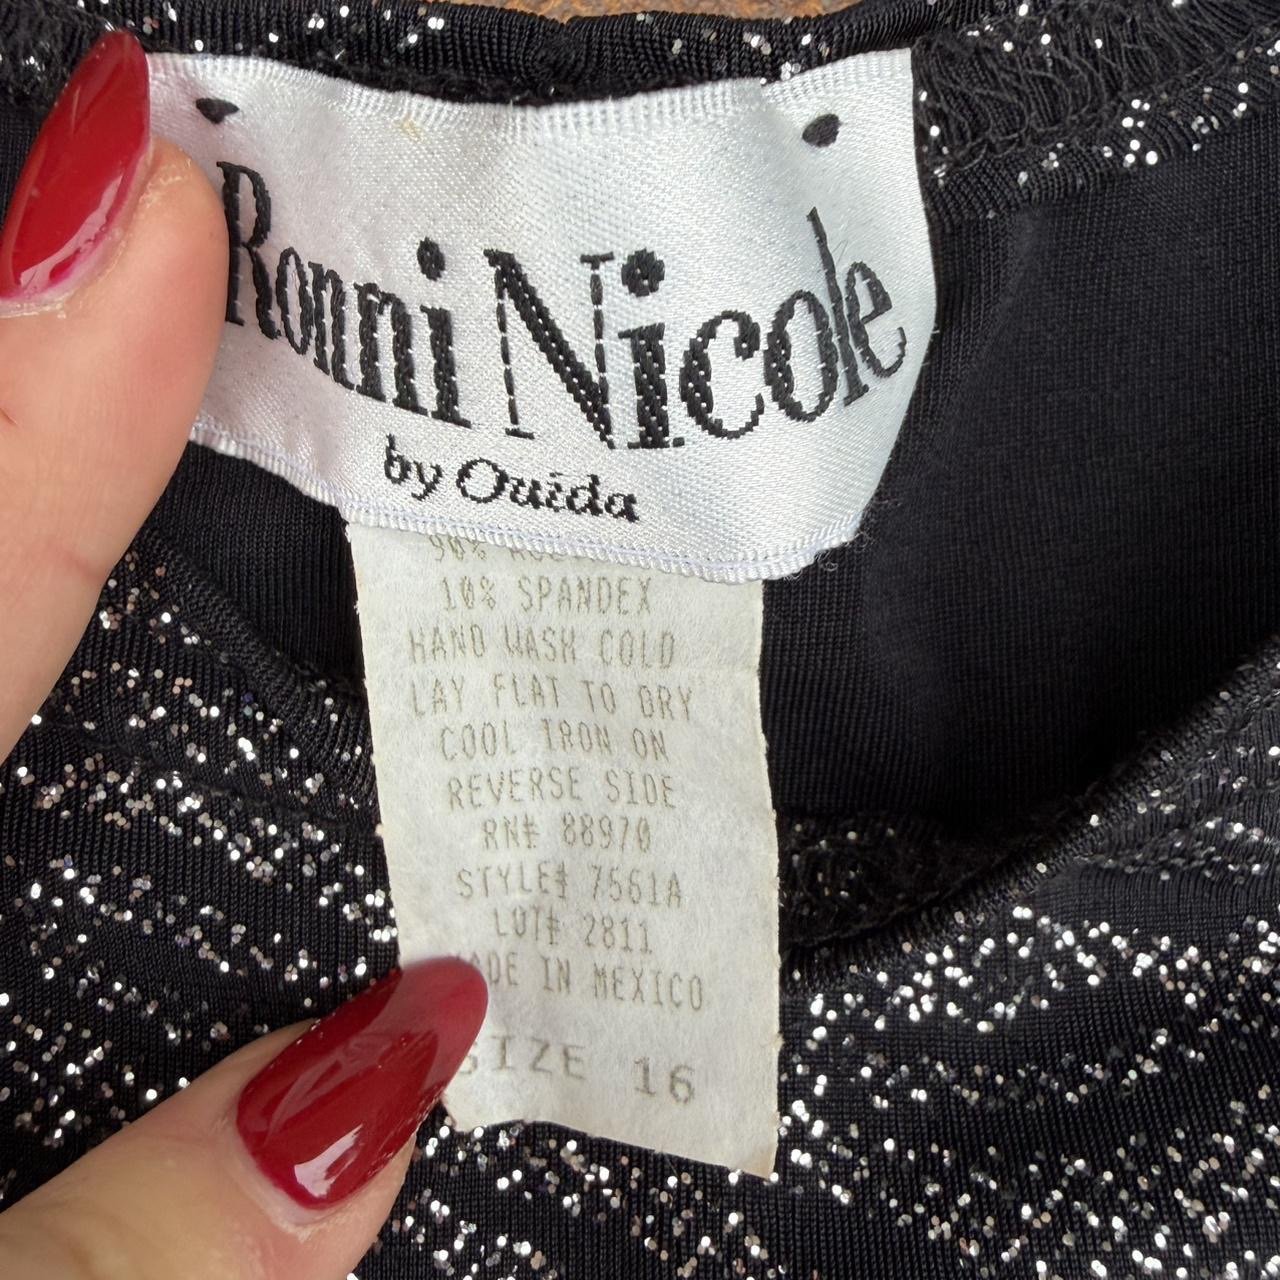 Ronni Nicole
by Ouida
90%
10% SPANDEX
HAND WASH COLD
LAY FLAT TO DRY
COOL IRON ON
REVERSE SIDE
RN# 88970
STYLE# 7561A
LOT# 2811
MADE IN MEXICO
SIZE 16